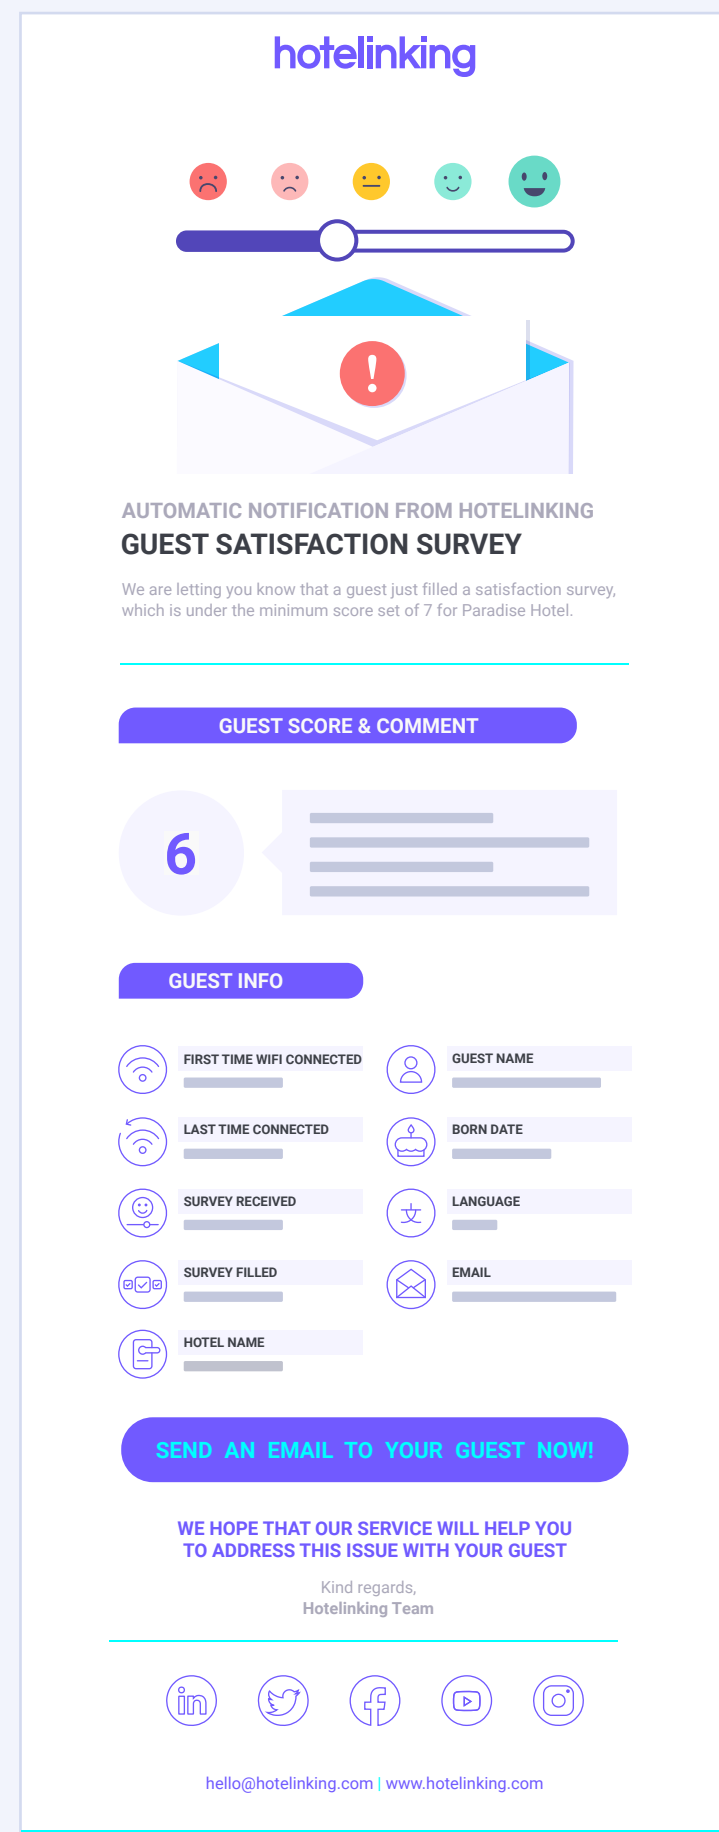 hotelinking
AUTOMATIC NOTIFICATION FROM HOTELINKING
GUEST SATISFACTION SURVEY
We are letting you know that a guest just filled a satisfaction survey,
which is under the minimum score set of 7 for Paradise Hotel.
GUEST SCORE & COMMENT
6
GUEST INFO
FIRST TIME WIFI CONNECTED
GUEST NAME
LAST TIME CONNECTED
BORN DATE
SURVEY RECEIVED
文
LANGUAGE
SURVEY FILLED
EMAIL
HOTEL NAME
SEND AN EMAIL TO YOUR GUEST NOW!
WE HOPE THAT OUR SERVICE WILL HELP YOU
TO ADDRESS THIS ISSUE WITH YOUR GUEST
Kind regards,
Hotelinking Team
in
hello@hotelinking.com | www.hotelinking.com